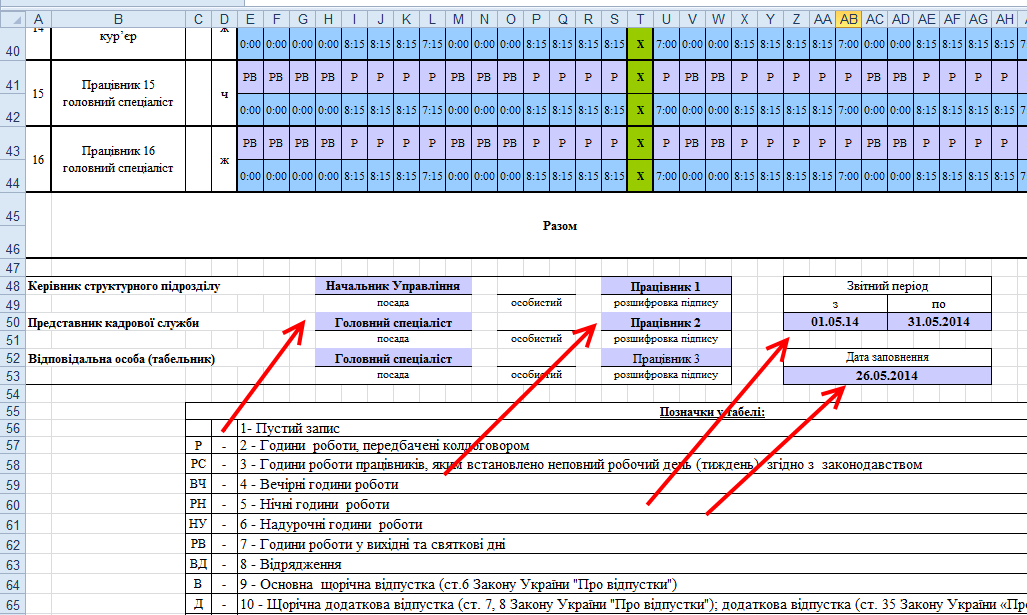 A B C D E F G H I J K L M N O P Q R S T U V W X Y Z AA AB AC AD AE AF AG AH
14 кур’єр ж
40 0:00 0:00 0:00 0:00 8:15 8:15 8:15 7:15 0:00 0:00 0:00 8:15 8:15 8:15 8:15 X 7:00 0:00 0:00 8:15 8:15 8:15 8:15 7:00 0:00 0:00 8:15 8:15 8:15 8:15 7
41 РВ РВ РВ РВ Р Р Р Р РВ РВ РВ Р Р Р Р X Р РВ РВ Р Р Р Р Р РВ РВ Р Р Р Р
15 Працівник 15 ч
головний спеціаліст
42 0:00 0:00 0:00 0:00 8:15 8:15 8:15 7:15 0:00 0:00 0:00 8:15 8:15 8:15 8:15 X 7:00 0:00 0:00 8:15 8:15 8:15 8:15 7:00 0:00 0:00 8:15 8:15 8:15 8:15 7
43 РВ РВ РВ РВ Р Р Р Р РВ РВ РВ Р Р Р Р X Р РВ РВ Р Р Р Р Р РВ РВ Р Р Р Р
16 Працівник 16 ж
головний спеціаліст
44 0:00 0:00 0:00 0:00 8:15 8:15 8:15 7:15 0:00 0:00 0:00 8:15 8:15 8:15 8:15 X 7:00 0:00 0:00 8:15 8:15 8:15 8:15 7:00 0:00 0:00 8:15 8:15 8:15 8:15 7
45
Разом
46
47
48 Керівник структурного підрозділу Начальник Управління Працівник 1 Звітний період
49 посада особистий розшифровка підпису з по
50 Представник кадрової служби Головний спеціаліст Працівник 2 01.05.14 31.05.2014
51 посада особистий розшифровка підпису
52 Відповідальна особа (табельник) Головний спеціаліст Працівник 3 Дата заповнення
53 посада особистий розшифровка підпису 26.05.2014
54
55 Позначки у табелі:
56 1- Пустий запис
57 Р - 2 - Години роботи, передбачені колдоговором
58 РС - 3 - Години роботи працівників, яким встановлено неповний робочий день (тиждень) згідно з законодавством
59 ВЧ - 4 - Вечірні години роботи
60 РН - 5 - Нічні години роботи
61 НУ - 6 - Надурочні години роботи
62 РВ - 7 - Години роботи у вихідні та святкові дні
63 ВД - 8 - Відрядження
64 В - 9 - Основна щорічна відпустка (ст.6 Закону України "Про відпустки")
65 Д - 10 - Щорічна додаткова відпустка (ст. 7, 8 Закону України "Про відпустки"); додаткова відпустка (ст. 35 Закону України «Про